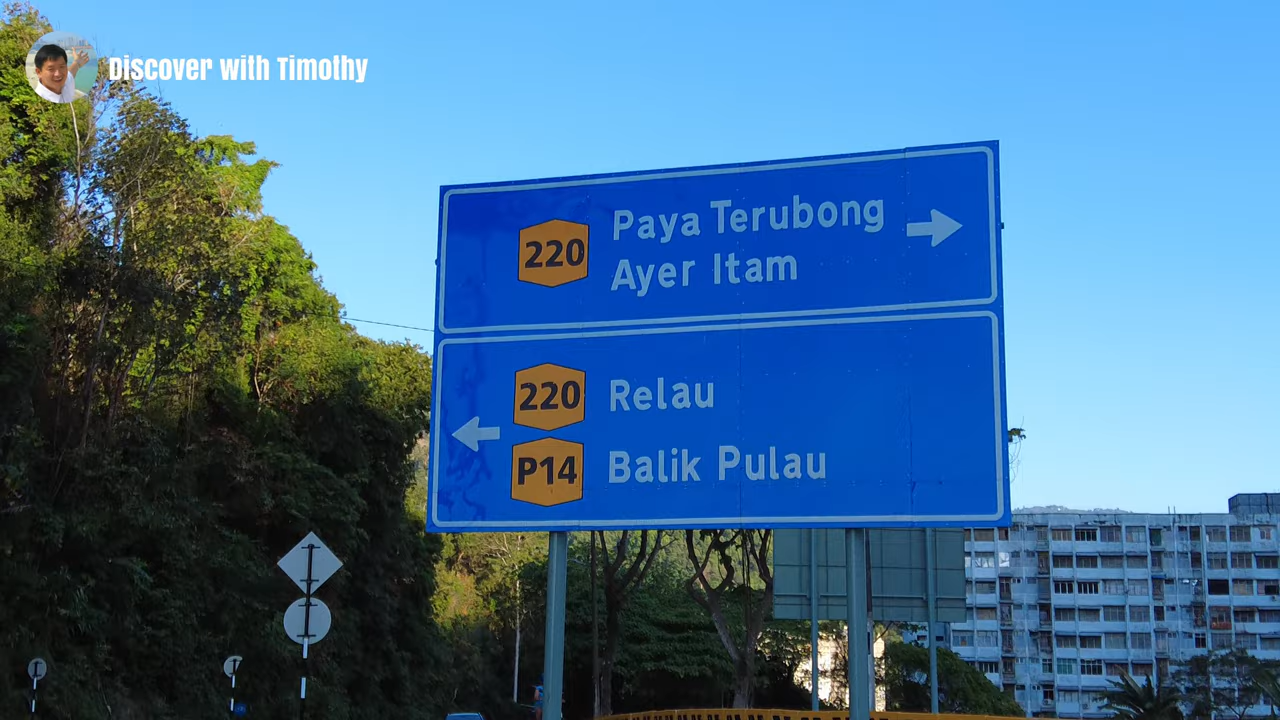 Discover with Timothy
220 Paya Terubong
Ayer Itam
220 Relau
P14 Balik Pulau